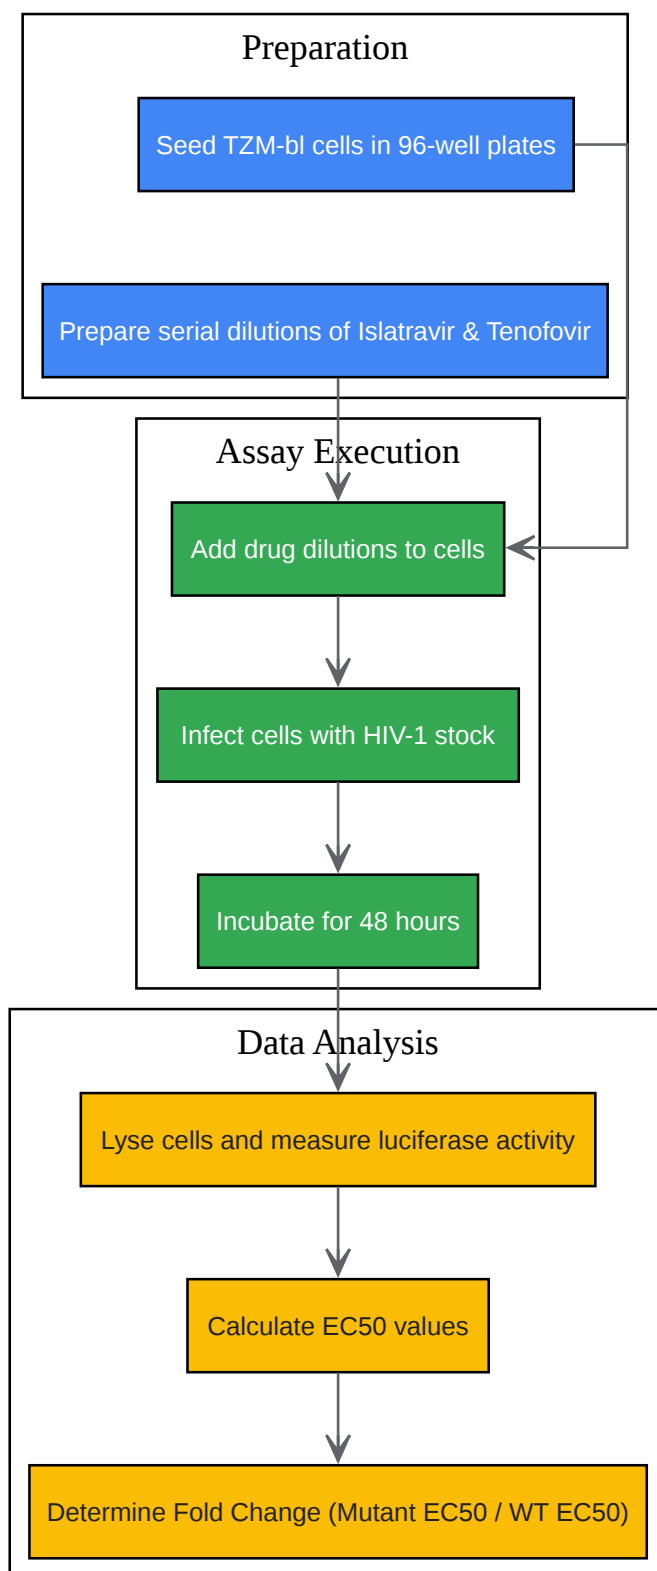 Preparation
Seed TZM-bl cells in 96-well plates
Prepare serial dilutions of Islatravir & Tenofovir
Assay Execution
Add drug dilutions to cells
Infect cells with HIV-1 stock
Incubate for 48 hours
Data Analysis
Lyse cells and measure luciferase activity
Calculate EC50 values
Determine Fold Change (Mutant EC50 / WT EC50)